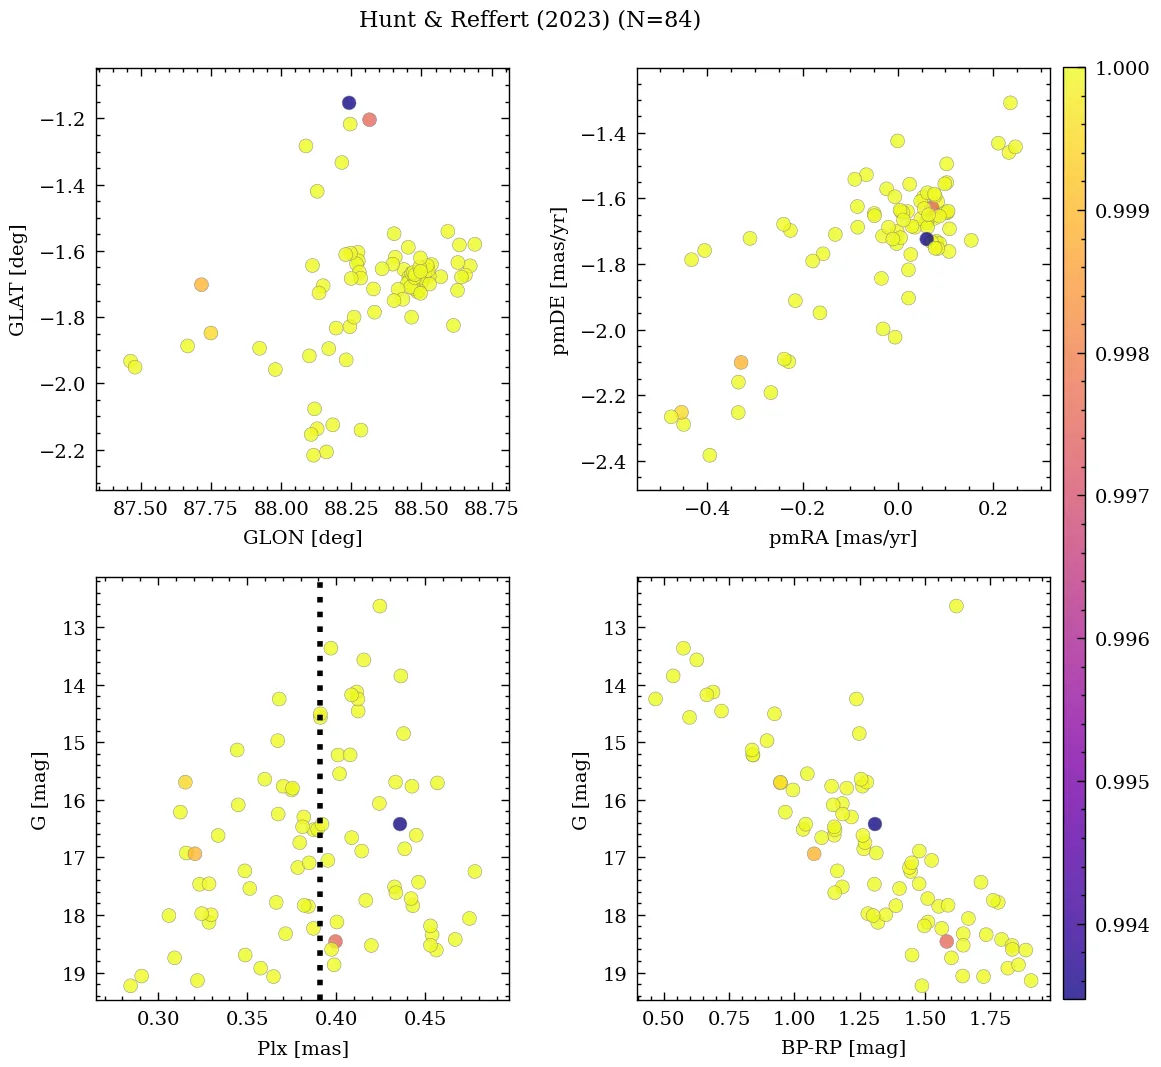 Hunt & Reffert (2023) (N=84)
−1.2
−1.4
−1.6
−1.8
−2.0
−2.2
GLAT [deg]
87.50 87.75 88.00 88.25 88.50 88.75
GLON [deg]
−1.4
−1.6
−1.8
−2.0
−2.2
−2.4
pmDE [mas/yr]
−0.4 −0.2 0.0 0.2
pmRA [mas/yr]
1.000
0.999
0.998
0.997
0.996
0.995
0.994
13
14
15
16
17
18
19
G [mag]
0.30 0.35 0.40 0.45
Plx [mas]
13
14
15
16
17
18
19
G [mag]
0.50 0.75 1.00 1.25 1.50 1.75
BP-RP [mag]